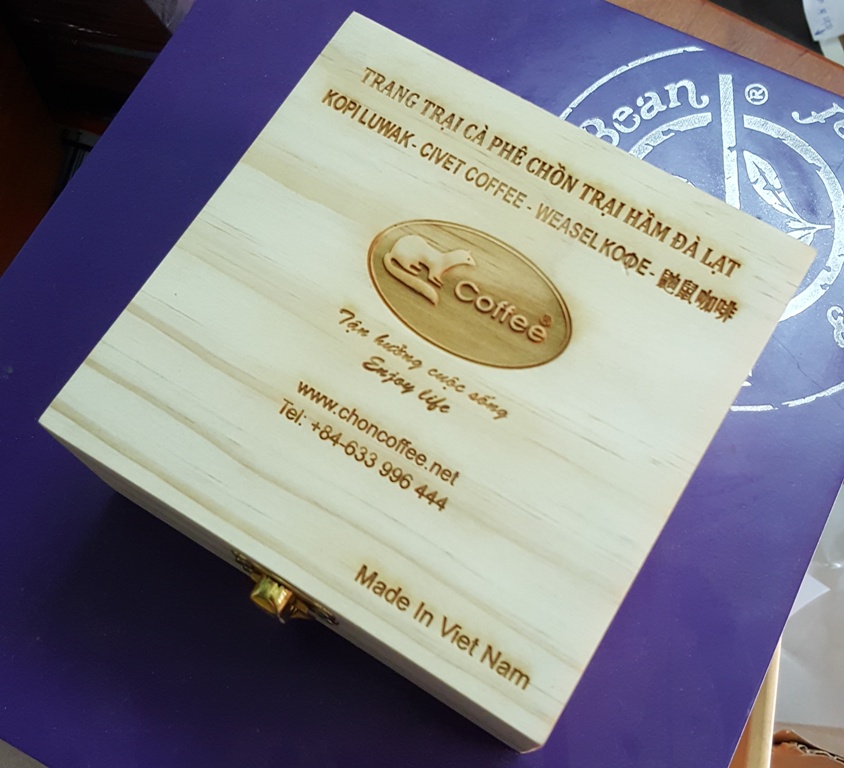 TRANG TRẠI CÀ PHÊ CHỒN TRẠI HẦM ĐÀ LẠT
KOPI LUWAK - CIVET COFFEE - WEASEL KOФE - 鼬鼠咖啡
Coffee®
Tận hưởng cuộc sống
Enjoy life
www.choncoffee.net
Tel: +84-633 996 444
Made In Viet Nam
Bean ®
&